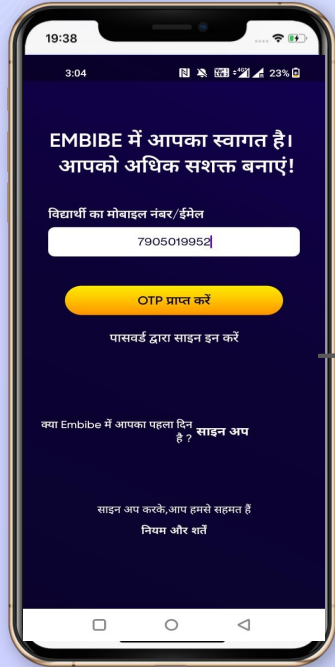 19:38
3:04 23%
EMBIBE में आपका स्वागत है।
आपको अधिक सशक्त बनाएं!
विद्यार्थी का मोबाइल नंबर/ईमेल
7905019952
OTP प्राप्त करें
पासवर्ड द्वारा साइन इन करें
क्या Embibe में आपका पहला दिन
है ? साइन अप
साइन अप करके,आप हमसे सहमत हैं
नियम और शर्तें